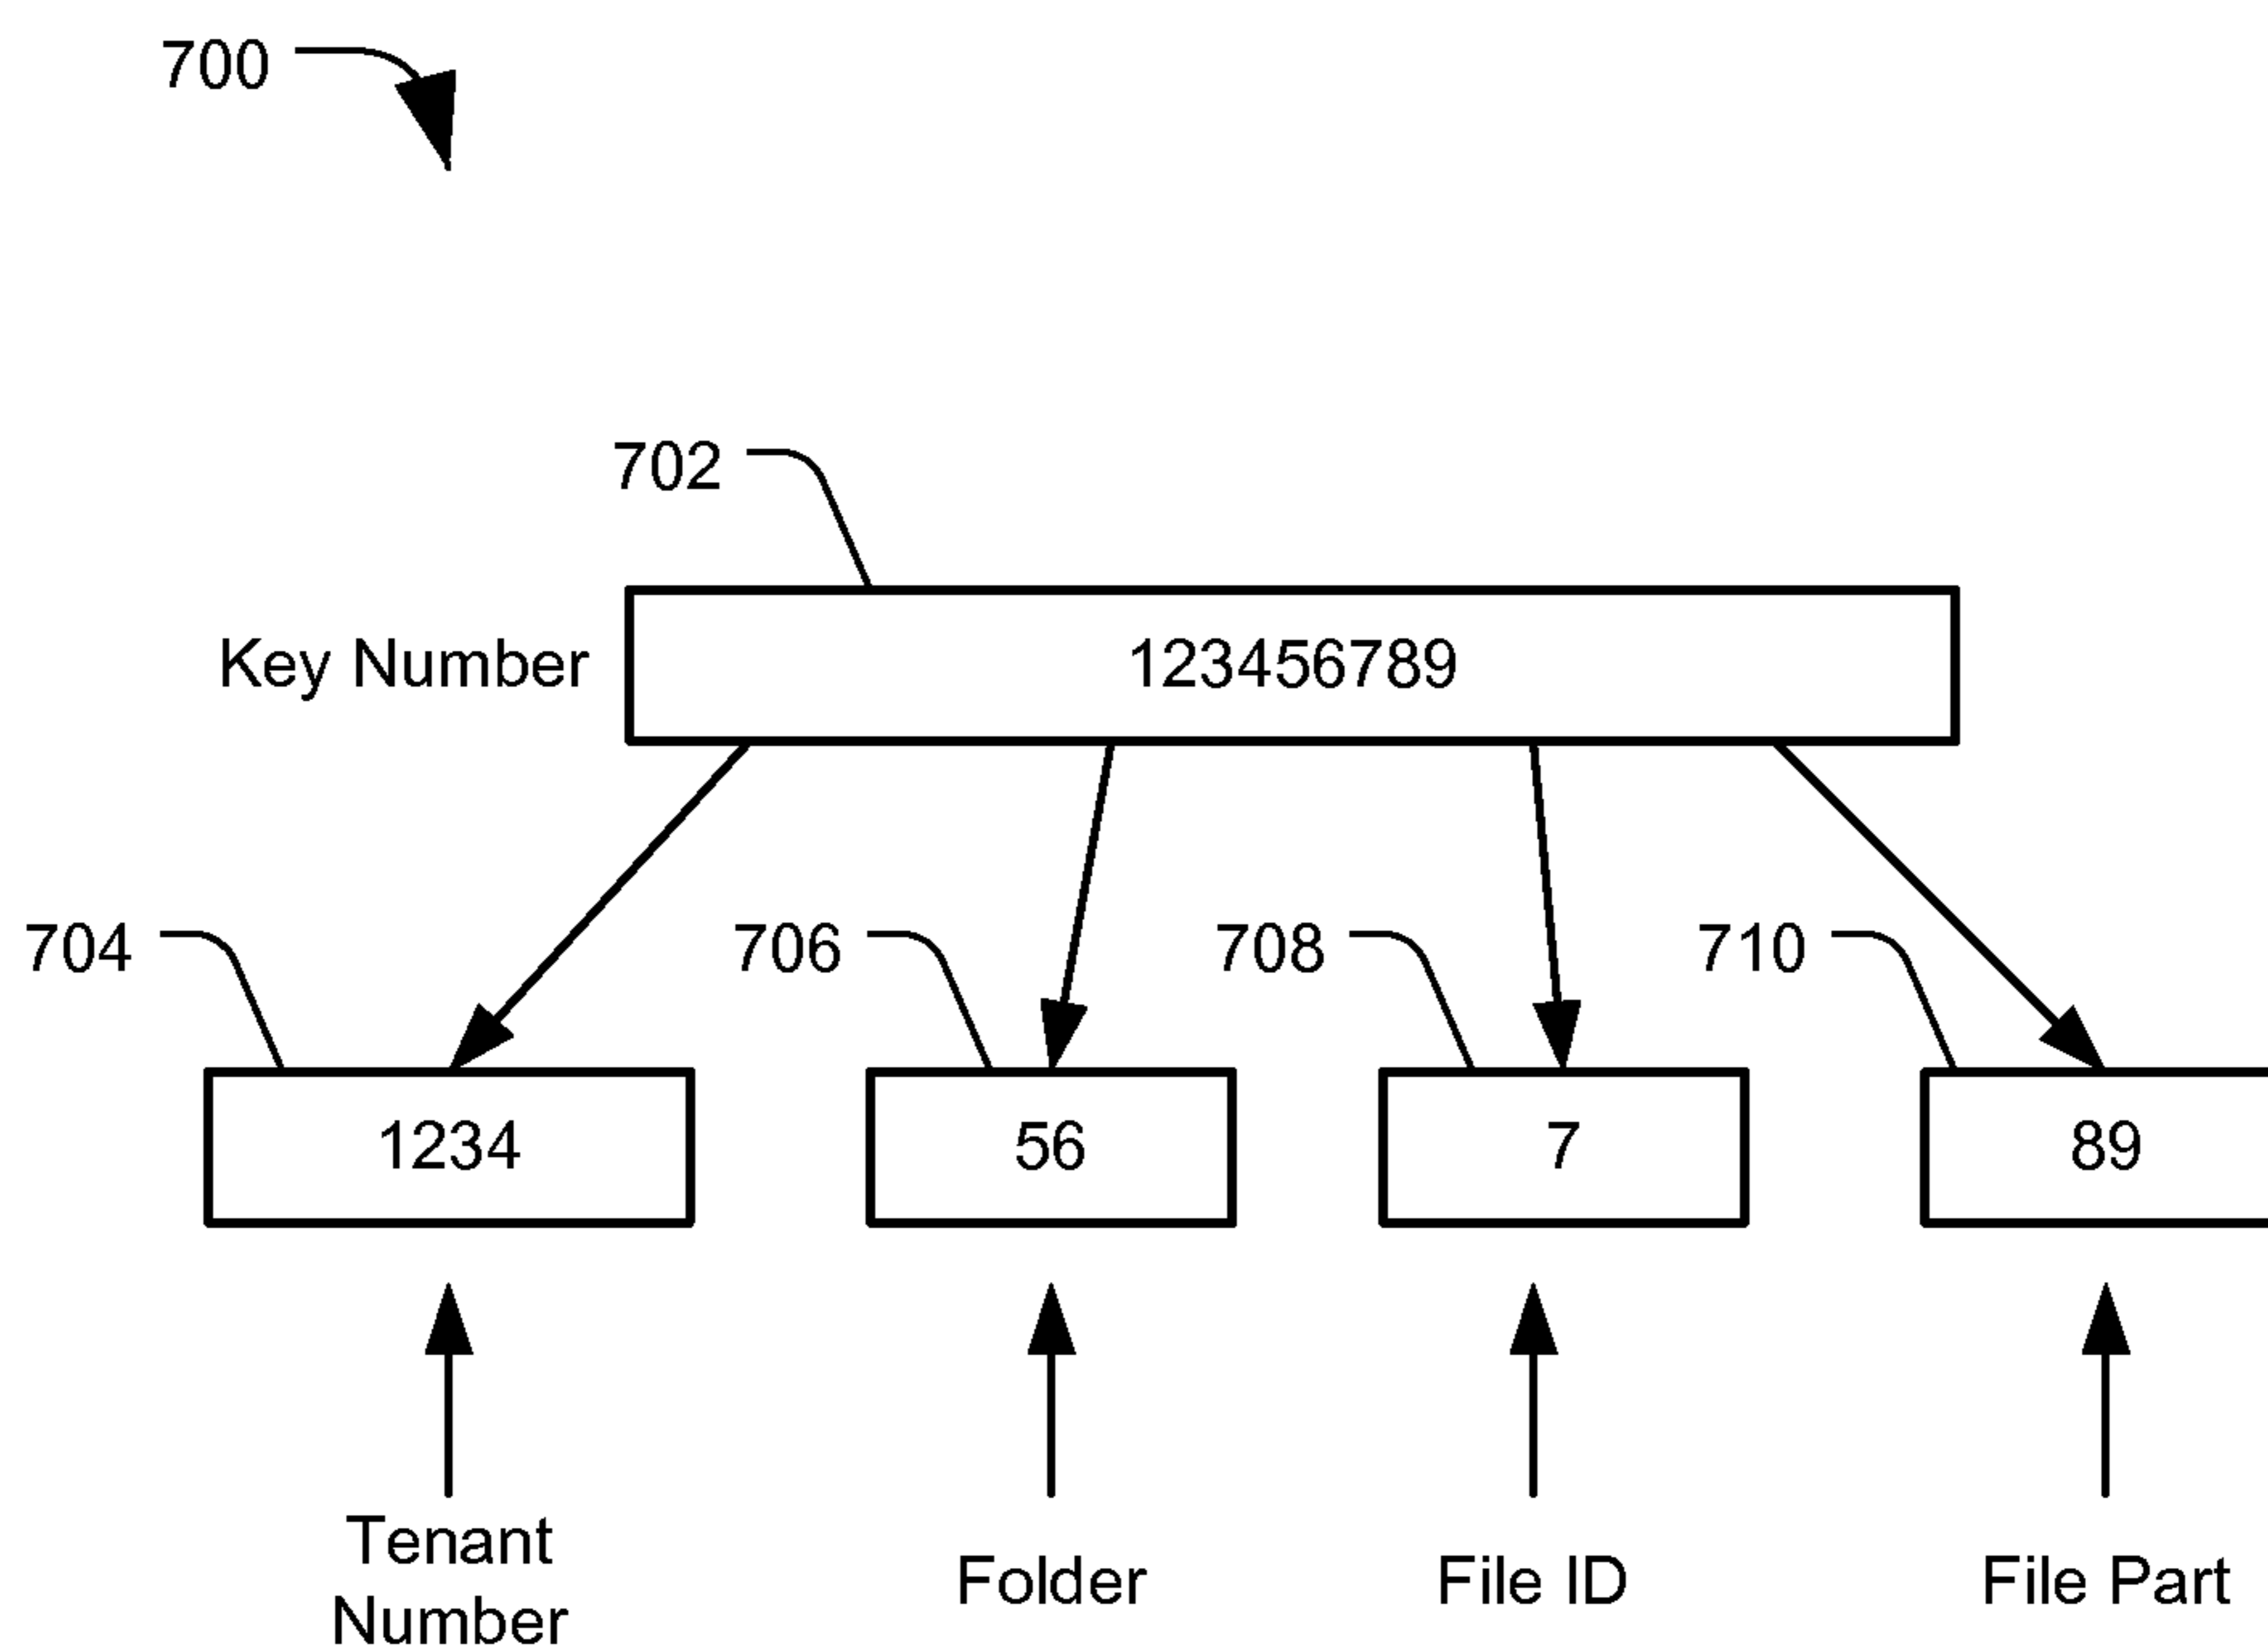 700
702
Key Number
123456789
704
706
708
710
1234
56
7
89
Tenant
Number
Folder
File ID
File Part